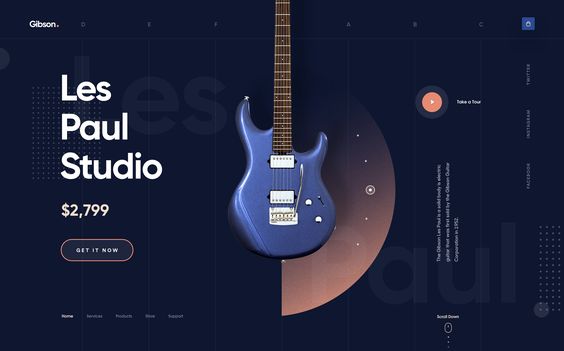 Gibson.
D
E
F
A
B
C
Les
Les
Paul
Studio
$2,799
GET IT NOW
Take a Tour
TWITTER
INSTAGRAM
FACEBOOK
The Gibson Les Paul is a solid body is electric
guitar that was first sold by the Gibson Guitar
Corporation in 1952.
Paul
Home
Services
Products
Store
Support
Scroll Down